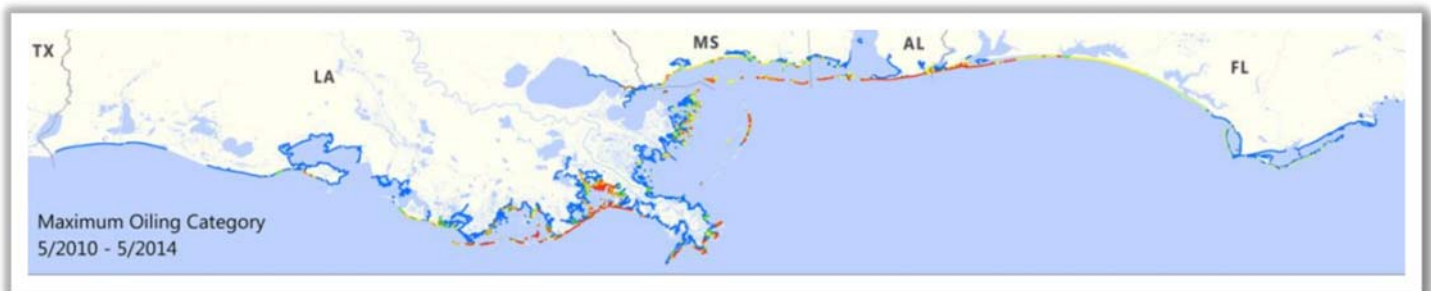 TX
LA
MS
AL
FL
Maximum Oiling Category
5/2010 - 5/2014